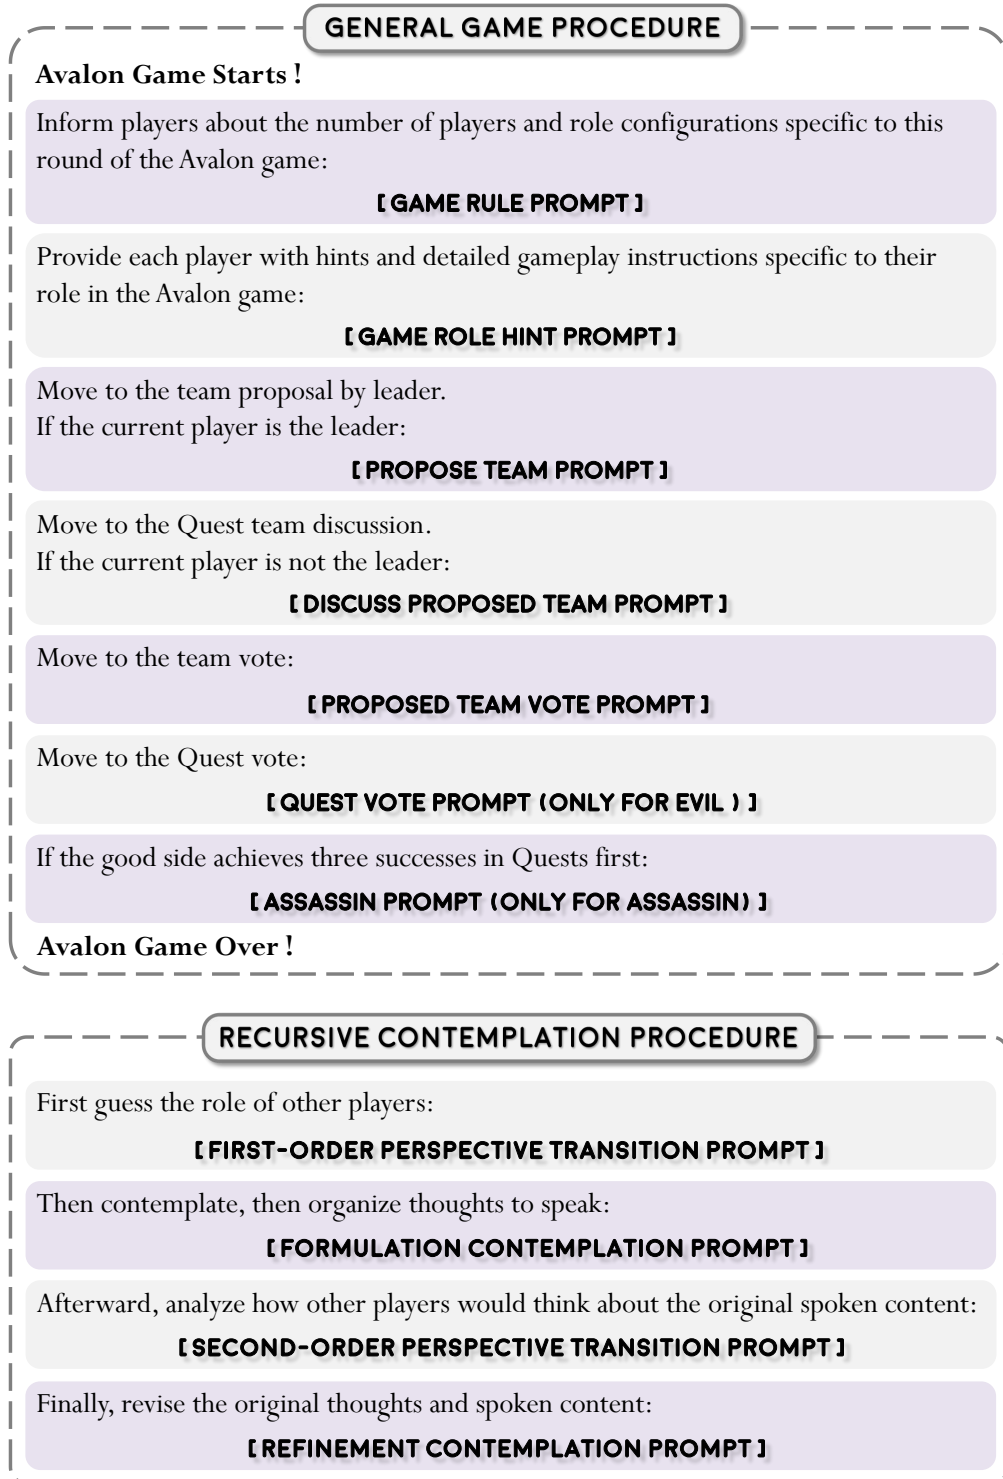 GENERAL GAME PROCEDURE
Avalon Game Starts !
Inform players about the number of players and role configurations specific to this
round of the Avalon game:
[ GAME RULE PROMPT ]
Provide each player with hints and detailed gameplay instructions specific to their
role in the Avalon game:
[ GAME ROLE HINT PROMPT ]
Move to the team proposal by leader.
If the current player is the leader:
[ PROPOSE TEAM PROMPT ]
Move to the Quest team discussion.
If the current player is not the leader:
[ DISCUSS PROPOSED TEAM PROMPT ]
Move to the team vote:
[ PROPOSED TEAM VOTE PROMPT ]
Move to the Quest vote:
[ QUEST VOTE PROMPT (ONLY FOR EVIL ) ]
If the good side achieves three successes in Quests first:
[ ASSASSIN PROMPT (ONLY FOR ASSASSIN) ]
Avalon Game Over !
RECURSIVE CONTEMPLATION PROCEDURE
First guess the role of other players:
[ FIRST-ORDER PERSPECTIVE TRANSITION PROMPT ]
Then contemplate, then organize thoughts to speak:
[ FORMULATION CONTEMPLATION PROMPT ]
Afterward, analyze how other players would think about the original spoken content:
[ SECOND-ORDER PERSPECTIVE TRANSITION PROMPT ]
Finally, revise the original thoughts and spoken content:
[ REFINEMENT CONTEMPLATION PROMPT ]